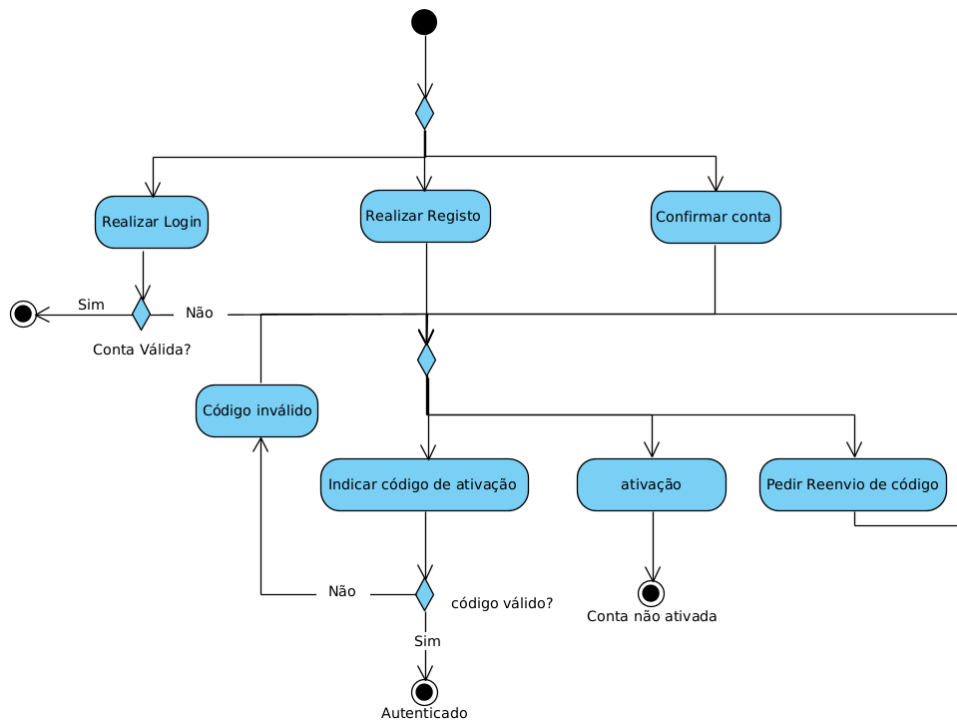 Realizar Login
Realizar Registo
Confirmar conta
Sim
Não
Conta Válida?
Código inválido
Indicar código de ativação
ativação
Pedir Reenvio de código
Não
código válido?
Conta não ativada
Sim
Autenticado